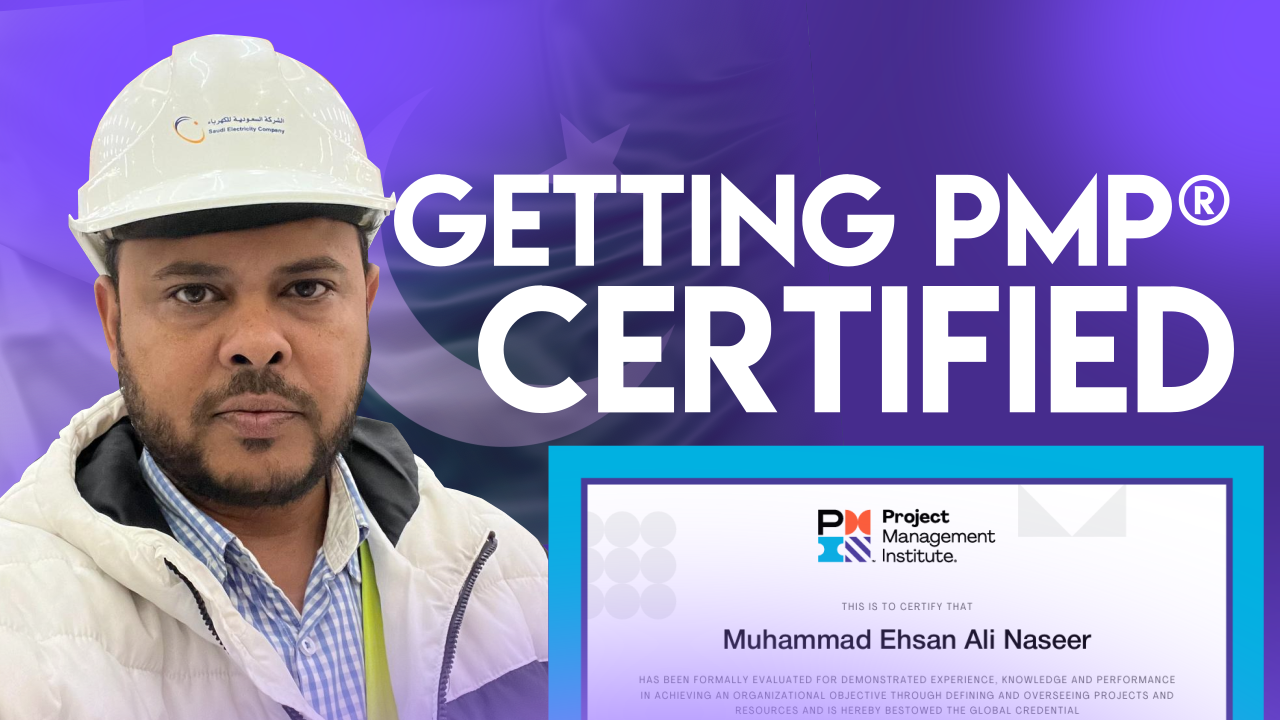 الشركة السعودية للكهرباء
Saudi Electricity Company
GETTING PMP®
CERTIFIED
PM
Project
Management
Institute.
THIS IS TO CERTIFY THAT
Muhammad Ehsan Ali Naseer
HAS BEEN FORMALLY EVALUATED FOR DEMONSTRATED EXPERIENCE, KNOWLEDGE AND PERFORMANCE
IN ACHIEVING AN ORGANIZATIONAL OBJECTIVE THROUGH DEFINING AND OVERSEEING PROJECTS AND
RESOURCES AND IS HEREBY BESTOWED THE GLOBAL CREDENTIAL